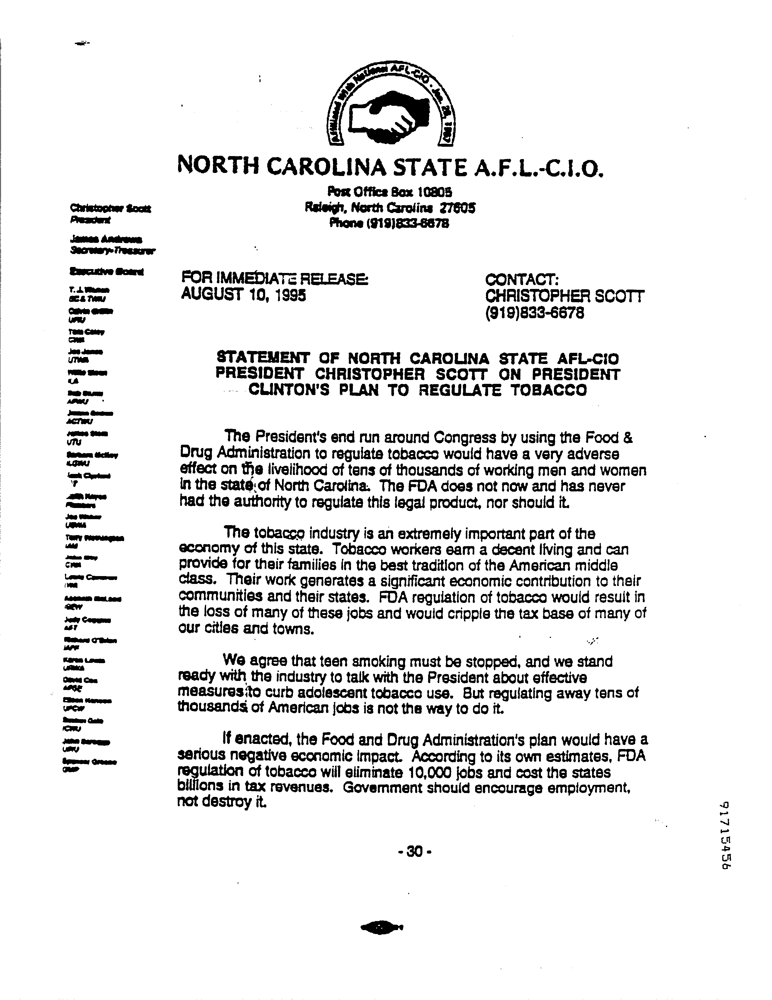 Affiliated With National AFL-CIO
NORTH CAROLINA STATE A.F.L.-C.I.O.
Post Office Box 10805
Raleigh, North Carolina 27605
Phone (919)833-6678
Christopher Scott
President
James Andrews
Secretary-Treasurer
Executive Board
FOR IMMEDIATE RELEASE:
AUGUST 10, 1995
CONTACT:
CHRISTOPHER SCOTT
(919)833-6678
STATEMENT OF NORTH CAROLINA STATE AFL-CIO
PRESIDENT CHRISTOPHER SCOTT ON PRESIDENT
CLINTON'S PLAN TO REGULATE TOBACCO
The President's end run around Congress by using the Food &
Drug Administration to regulate tobacco would have a very adverse
effect on the livelihood of tens of thousands of working men and women
in the state of North Carolina. The FDA does not now and has never
had the authority to regulate this legal product, nor should it.
The tobacco industry is an extremely important part of the
economy of this state. Tobacco workers earn a decent living and can
provide for their families in the best tradition of the American middle
class. Their work generates a significant economic contribution to their
communities and their states. FDA regulation of tobacco would result in
the loss of many of these jobs and would cripple the tax base of many of
our cities and towns.
We agree that teen smoking must be stopped, and we stand
ready with the industry to talk with the President about effective
measures to curb adolescent tobacco use. But regulating away tens of
thousands of American jobs is not the way to do it.
If enacted, the Food and Drug Administration's plan would have a
serious negative economic impact. According to its own estimates, FDA
regulation of tobacco will eliminate 10,000 jobs and cost the states
billions in tax revenues. Government should encourage employment,
not destroy it.
- 30 -
91715456